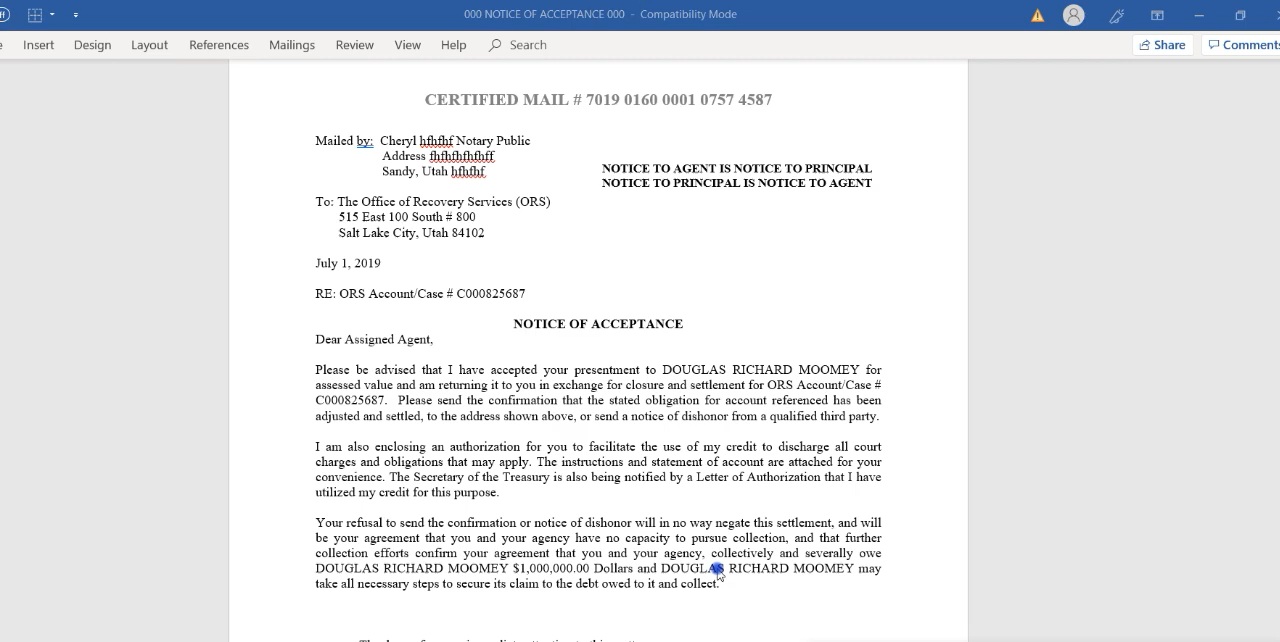 000 NOTICE OF ACCEPTANCE 000 - Compatibility Mode
Insert Design Layout References Mailings Review View Help Search Share Comments
CERTIFIED MAIL # 7019 0160 0001 0757 4587
Mailed by: Cheryl hfhfhf Notary Public
Address fhfhfhfhfhff
Sandy, Utah hfhfhf
NOTICE TO AGENT IS NOTICE TO PRINCIPAL
NOTICE TO PRINCIPAL IS NOTICE TO AGENT
To: The Office of Recovery Services (ORS)
515 East 100 South # 800
Salt Lake City, Utah 84102
July 1, 2019
RE: ORS Account/Case # C000825687
NOTICE OF ACCEPTANCE
Dear Assigned Agent,
Please be advised that I have accepted your presentment to DOUGLAS RICHARD MOOMEY for
assessed value and am returning it to you in exchange for closure and settlement for ORS Account/Case #
C000825687. Please send the confirmation that the stated obligation for account referenced has been
adjusted and settled, to the address shown above, or send a notice of dishonor from a qualified third party.
I am also enclosing an authorization for you to facilitate the use of my credit to discharge all court
charges and obligations that may apply. The instructions and statement of account are attached for your
convenience. The Secretary of the Treasury is also being notified by a Letter of Authorization that I have
utilized my credit for this purpose.
Your refusal to send the confirmation or notice of dishonor will in no way negate this settlement, and will
be your agreement that you and your agency have no capacity to pursue collection, and that further
collection efforts confirm your agreement that you and your agency, collectively and severally owe
DOUGLAS RICHARD MOOMEY $1,000,000.00 Dollars and DOUGLAS RICHARD MOOMEY may
take all necessary steps to secure its claim to the debt owed to it and collect.